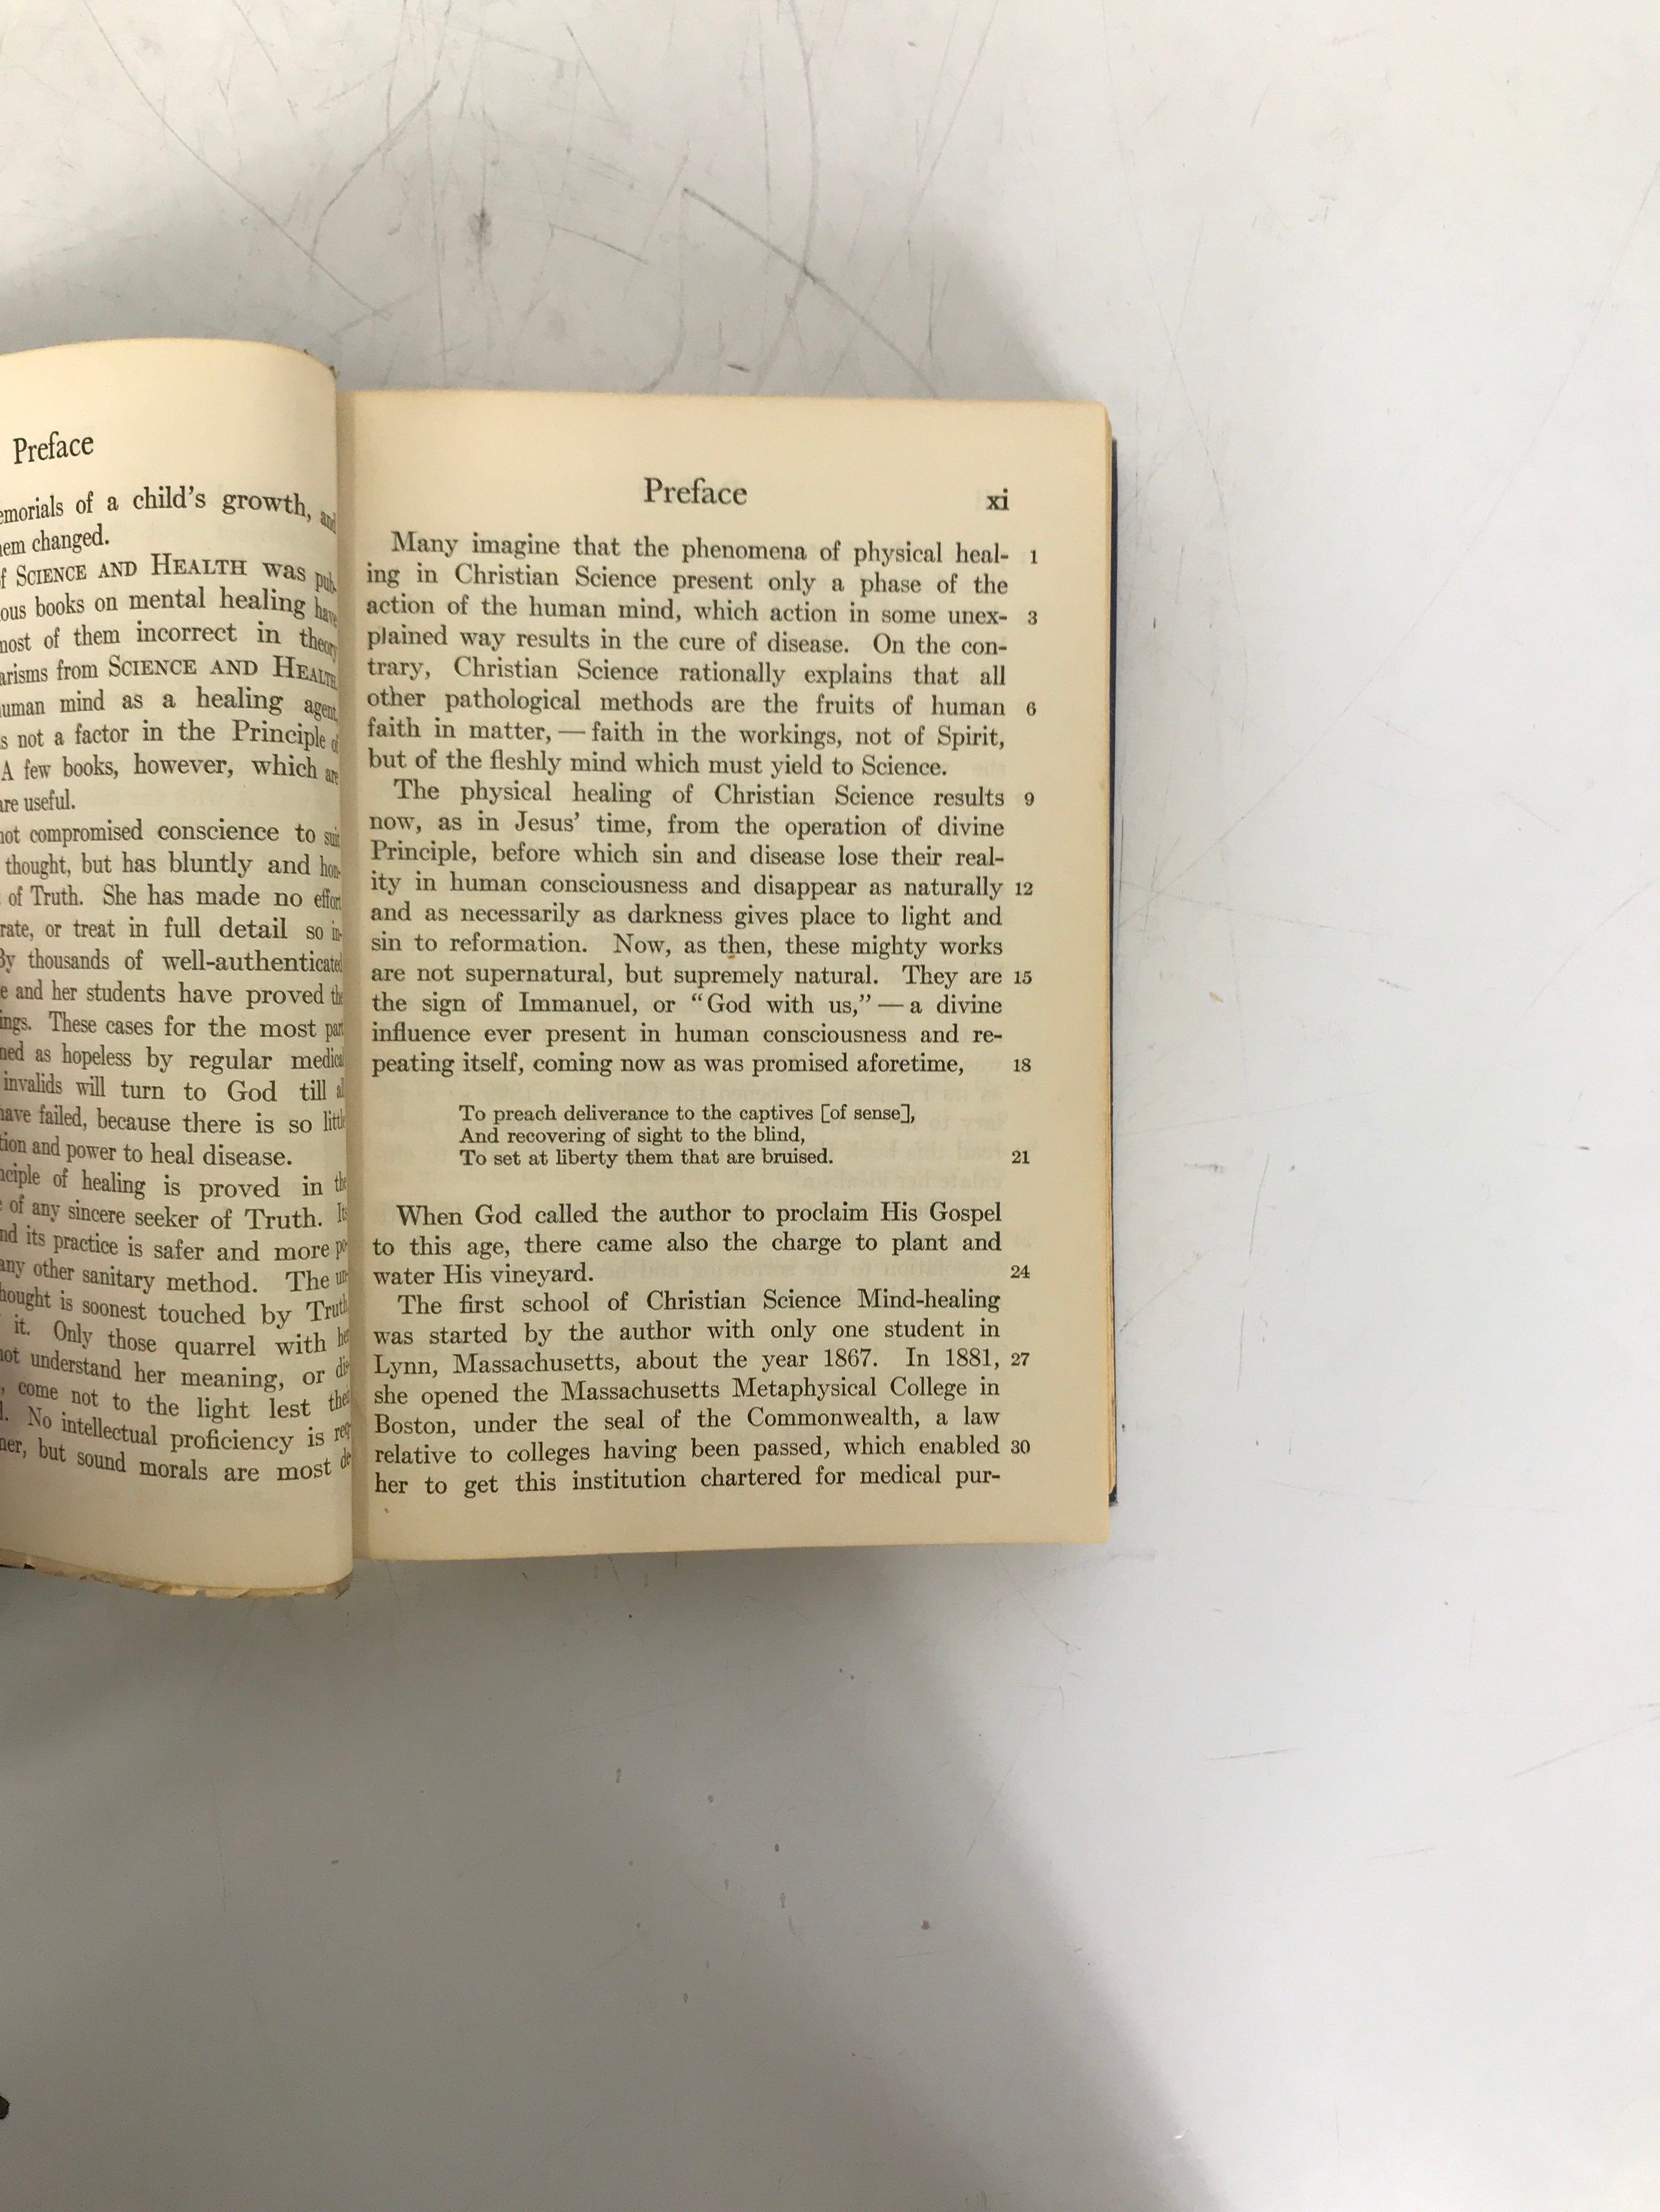 Preface
of a child's growth,
changed.
SCIENCE AND HEALTH was
books on mental healing
of them incorrect in
from SCIENCE AND HEALTH
mind as a healing
not a factor in the Principle
A few books, however, which
useful.
compromised conscience to
thought, but has bluntly and
of Truth. She has made no
or treat in full detail so
thousands of well-authenticated
and her students have proved
These cases for the most
as hopeless by regular
invalids will turn to God till
failed, because there is so
and power to heal disease.
of healing is proved in
of any sincere seeker of Truth.
its practice is safer and more
any other sanitary method. The
is soonest touched by Truth
it. Only those quarrel with
understand her meaning, or
come not to the light lest
No intellectual proficiency is
but sound morals are most
Preface xi
Many imagine that the phenomena of physical heal- 1
ing in Christian Science present only a phase of the
action of the human mind, which action in some unex- 3
plained way results in the cure of disease. On the con-
trary, Christian Science rationally explains that all
other pathological methods are the fruits of human 6
faith in matter, — faith in the workings, not of Spirit,
but of the fleshly mind which must yield to Science.
The physical healing of Christian Science results 9
now, as in Jesus' time, from the operation of divine
Principle, before which sin and disease lose their real-
ity in human consciousness and disappear as naturally 12
and as necessarily as darkness gives place to light and
sin to reformation. Now, as then, these mighty works
are not supernatural, but supremely natural. They are 15
the sign of Immanuel, or "God with us," — a divine
influence ever present in human consciousness and re-
peating itself, coming now as was promised aforetime, 18
To preach deliverance to the captives [of sense],
And recovering of sight to the blind,
To set at liberty them that are bruised. 21
When God called the author to proclaim His Gospel
to this age, there came also the charge to plant and
water His vineyard. 24
The first school of Christian Science Mind-healing
was started by the author with only one student in
Lynn, Massachusetts, about the year 1867. In 1881, 27
she opened the Massachusetts Metaphysical College in
Boston, under the seal of the Commonwealth, a law
relative to colleges having been passed, which enabled 30
her to get this institution chartered for medical pur-